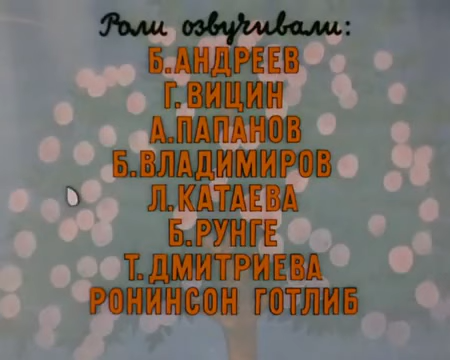 Роли озвучивали:
Б.АНДРЕЕВ
Г.ВИЦИН
А.ПАПАНОВ
Б.ВЛАДИМИРОВ
Л.КАТАЕВА
Б.РУНГЕ
Т.ДМИТРИЕВА
РОНИНСОН ГОТЛИБ